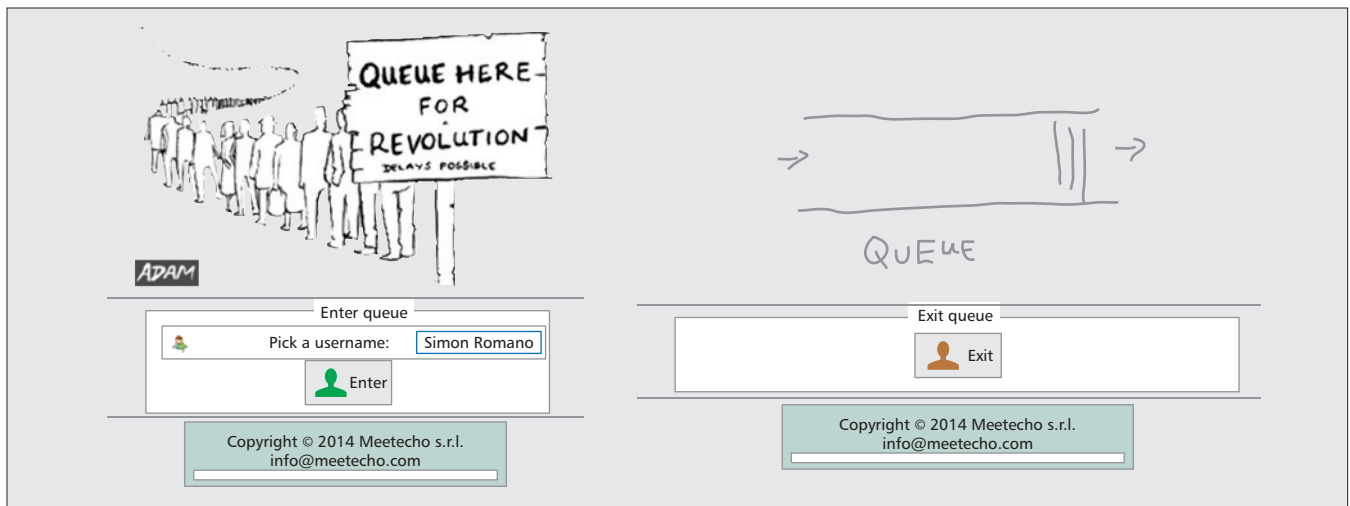 QUEUE HERE
FOR
REVOLUTION
DELAYS POSSIBLE
ADAM
Enter queue
Pick a username: Simon Romano
Enter
Copyright © 2014 Meetecho s.r.l.
info@meetecho.com
QUEUE
Exit queue
Exit
Copyright © 2014 Meetecho s.r.l.
info@meetecho.com